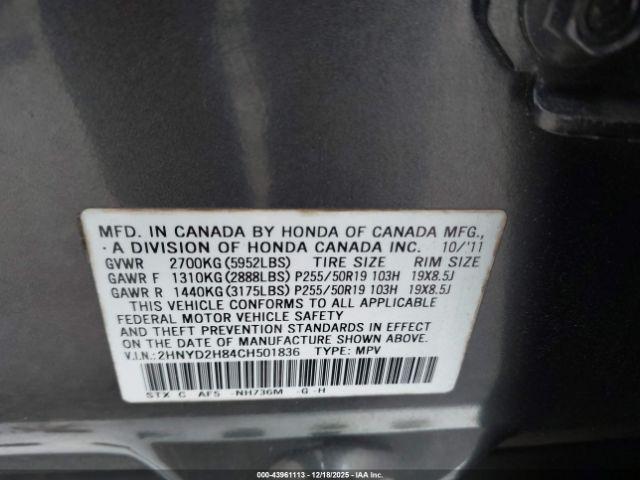 MFD. IN CANADA BY HONDA OF CANADA MFG.,
A DIVISION OF HONDA CANADA INC. 10/'11
GVWR 2700KG (5952LBS) TIRE SIZE RIM SIZE
GAWR F 1310KG (2888LBS) P255/50R19 103H 19X8.5J
GAWR R 1440KG (3175LBS) P255/50R19 103H 19X8.5J
THIS VEHICLE CONFORMS TO ALL APPLICABLE
FEDERAL MOTOR VEHICLE SAFETY
AND THEFT PREVENTION STANDARDS IN EFFECT
ON THE DATE OF MANUFACTURE SHOWN ABOVE.
V.I.N.: 2HNYD2H84CH501836 TYPE: MPV
STX C AF5 -NH736M -G -H
000-43961113 - 12/18/2025 - IAA Inc.